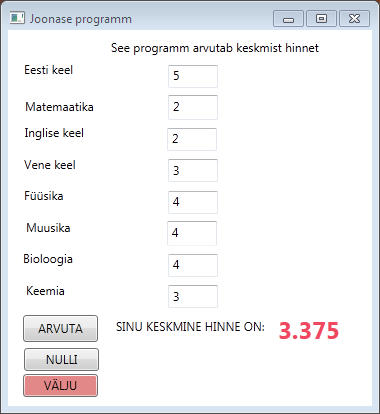 Joonase programm
See programm arvutab keskmist hinnet
Eesti keel 5
Matemaatika 2
Inglise keel 2
Vene keel 3
Füüsika 4
Muusika 4
Bioloogia 4
Keemia 3
ARVUTA SINU KESKMINE HINNE ON: 3.375
NULLI
VÄLJU